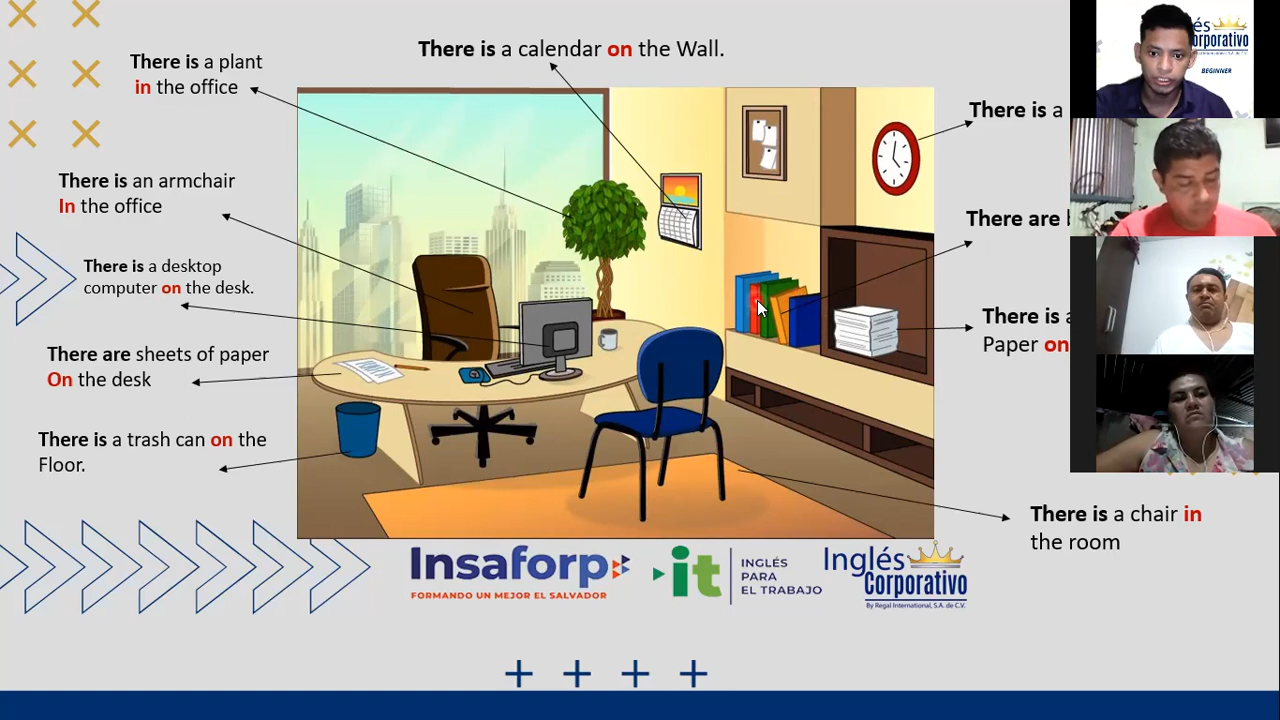 There is a calendar on the Wall.
There is a plant
in the office
There is an armchair
In the office
There is a desktop
computer on the desk.
There are sheets of paper
On the desk
There is a trash can on the
Floor.
There is a
There are
There is
Paper on
There is a chair in
the room
Insaforp
FORMANDO UN MEJOR EL SALVADOR
it
INGLÉS
PARA
EL TRABAJO
Inglés
Corporativo
By Regal International, S.A. de C.V.
és
Corporativo
BEGINNER